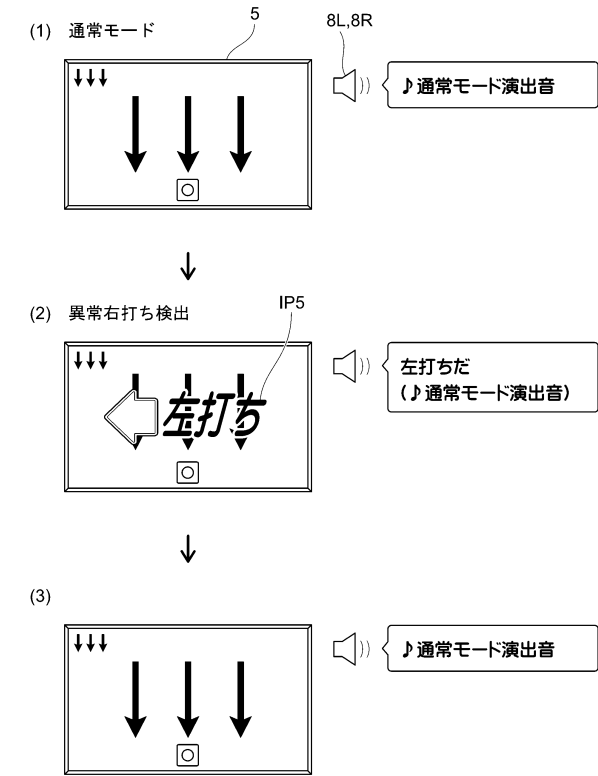 (1) 通常モード
5
8L,8R
♪通常モード演出音
(2) 異常右打ち検出
IP5
左打ち
左打ちだ
(♪通常モード演出音)
(3)
♪通常モード演出音